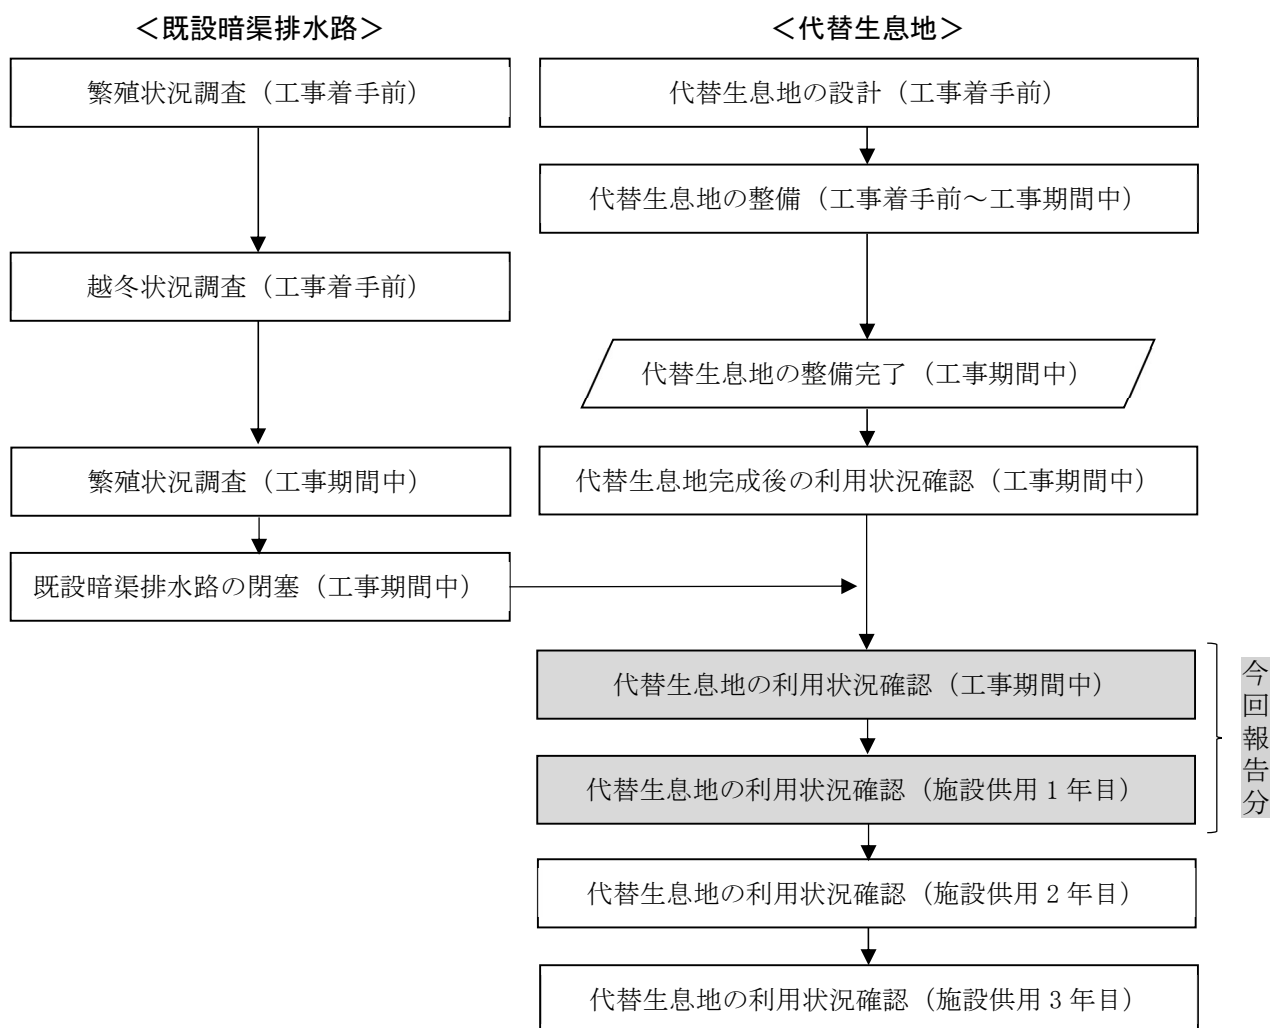 ＜既設暗渠排水路＞
繁殖状況調査（工事着手前）
越冬状況調査（工事着手前）
繁殖状況調査（工事期間中）
既設暗渠排水路の閉塞（工事期間中）
＜代替生息地＞
代替生息地の設計（工事着手前）
代替生息地の整備（工事着手前～工事期間中）
代替生息地の整備完了（工事期間中）
代替生息地完成後の利用状況確認（工事期間中）
代替生息地の利用状況確認（工事期間中）
代替生息地の利用状況確認（施設供用 1 年目）
代替生息地の利用状況確認（施設供用 2 年目）
代替生息地の利用状況確認（施設供用 3 年目）
今回報告分